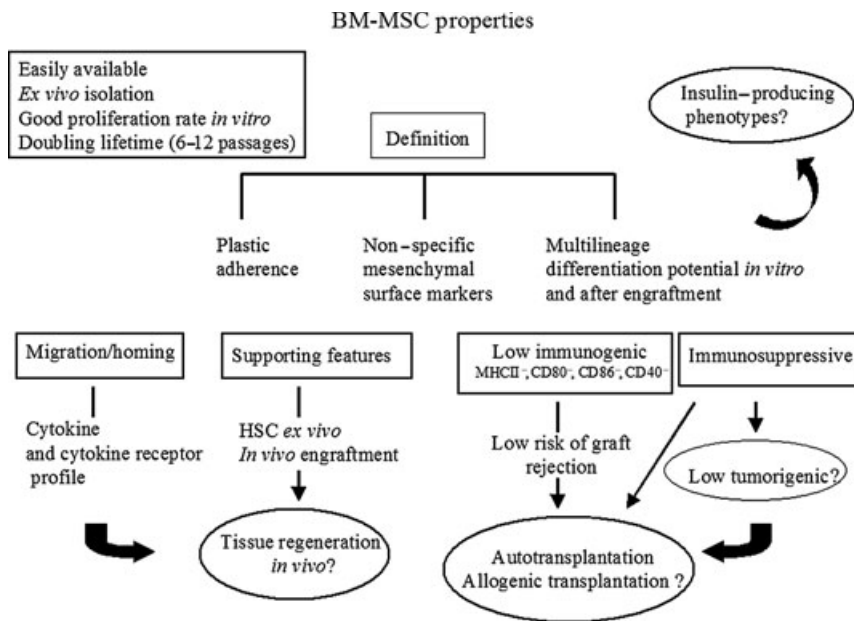 BM-MSC properties
Easily available
Ex vivo isolation
Good proliferation rate in vitro
Doubling lifetime (6–12 passages)
Definition
Insulin–producing
phenotypes?
Plastic
adherence
Non–specific
mesenchymal
surface markers
Multilineage
differentiation potential in vitro
and after engraftment
Migration/homing
Supporting features
Low immunogenic
MHCII⁻, CD80⁻, CD86⁻, CD40⁻
Immunosuppressive
Cytokine
and cytokine receptor
profile
HSC ex vivo
In vivo engraftment
Low risk of graft
rejection
Low tumorigenic?
Tissue regeneration
in vivo?
Autotransplantation
Allogenic transplantation ?